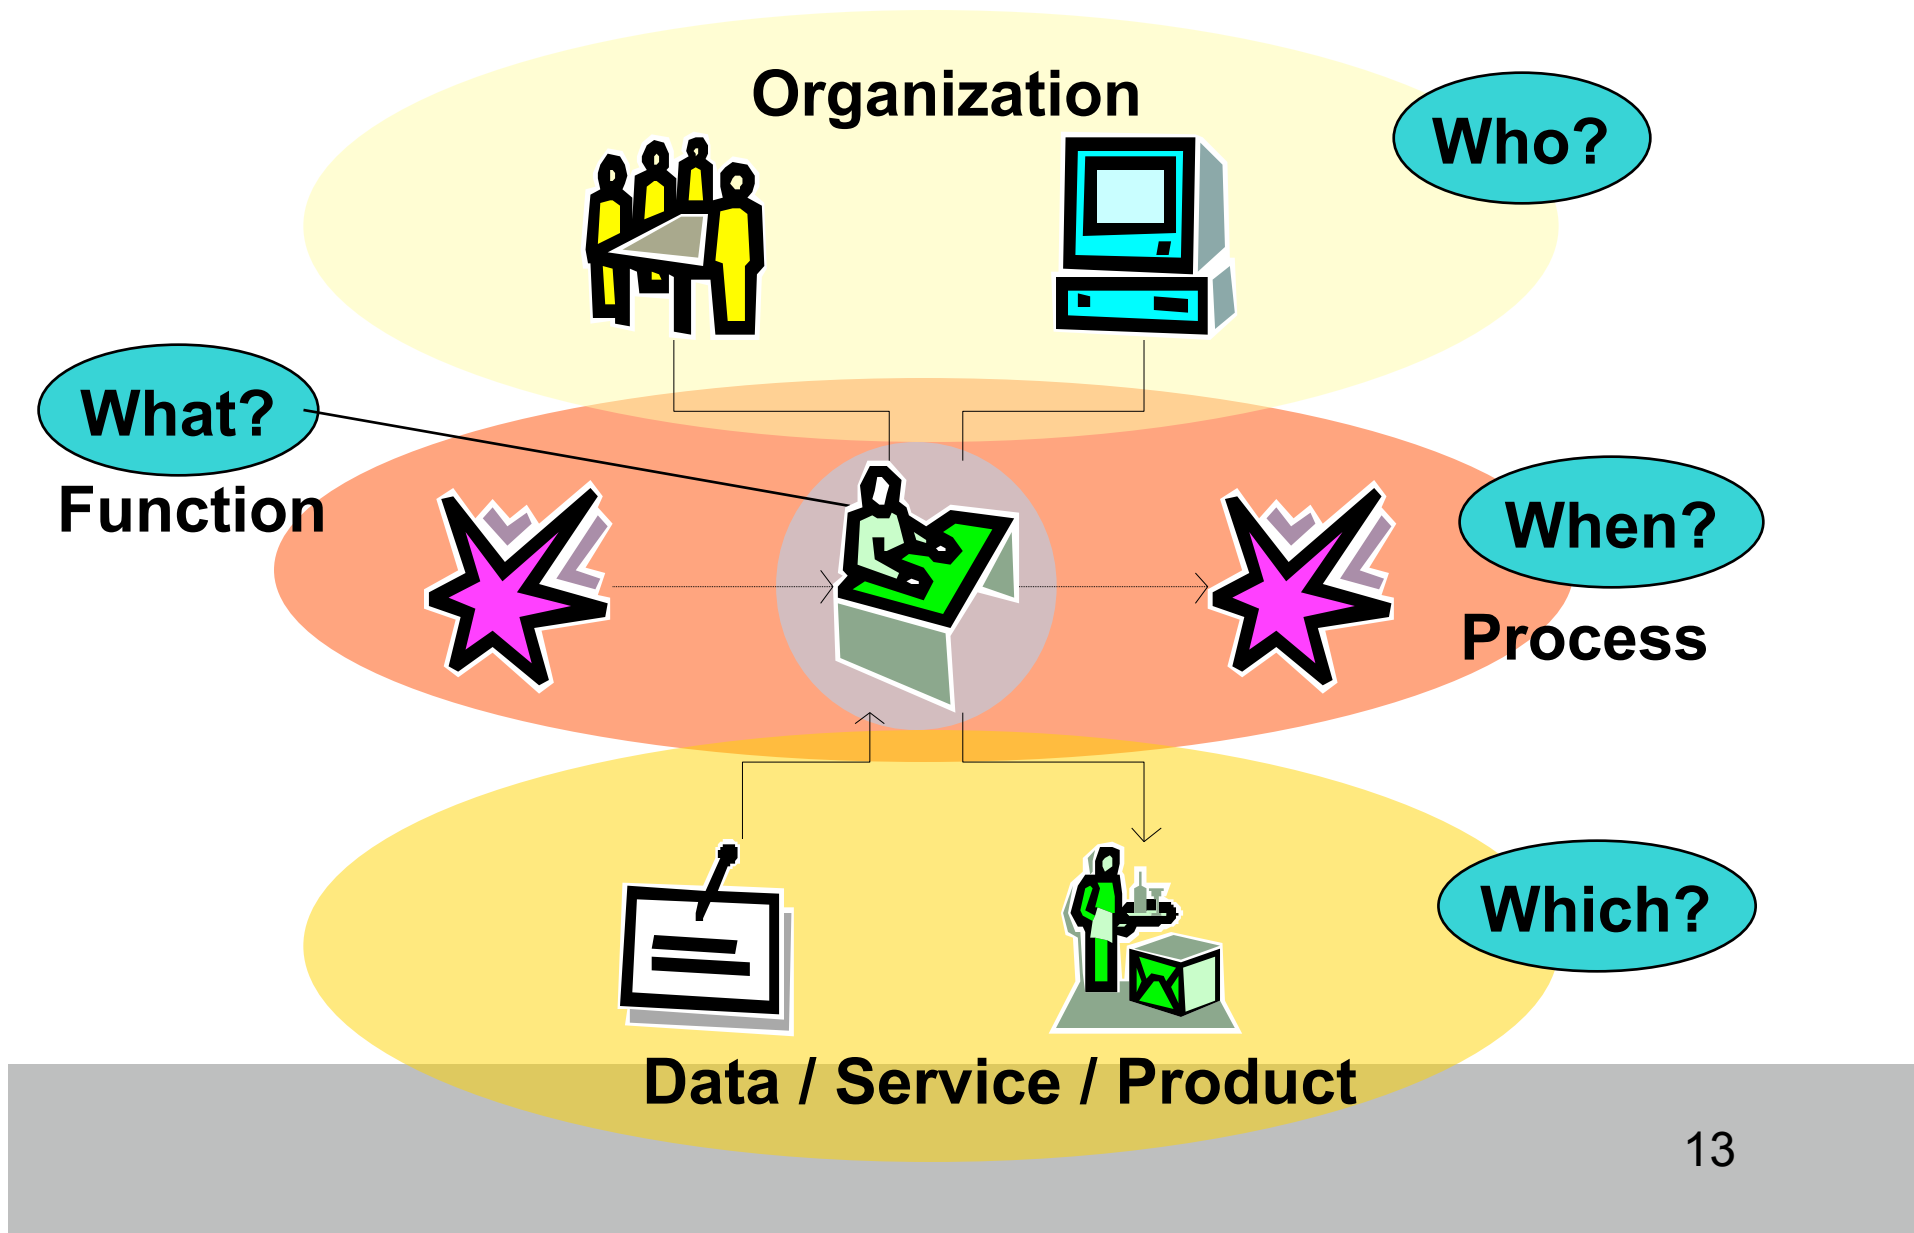 Organization
Who?
What?
Function
When?
Process
Which?
Data / Service / Product
13